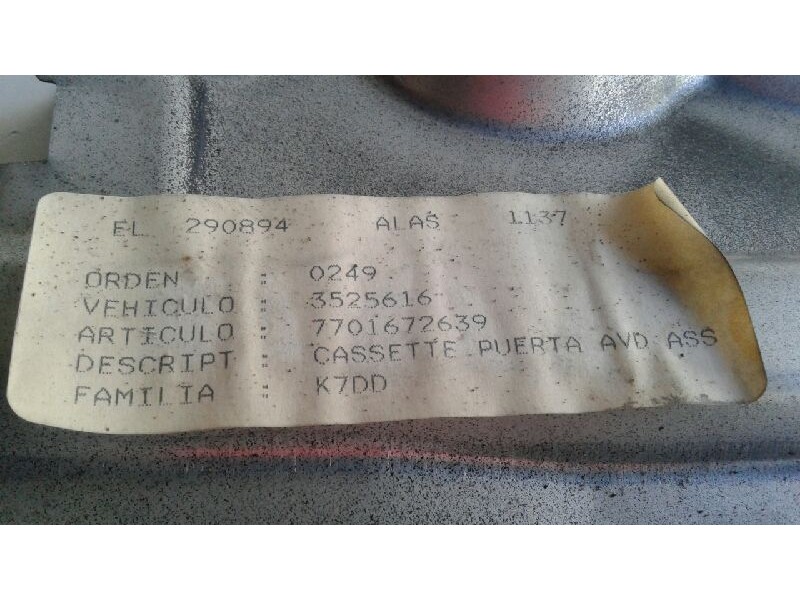 EL 290894 ALAS 1137
ORDEN : 0249
VEHICULO : 3525616
ARTICULO : 7701672639
DESCRIPT : CASSETTE PUERTA AVD ASS
FAMILIA : K7DD